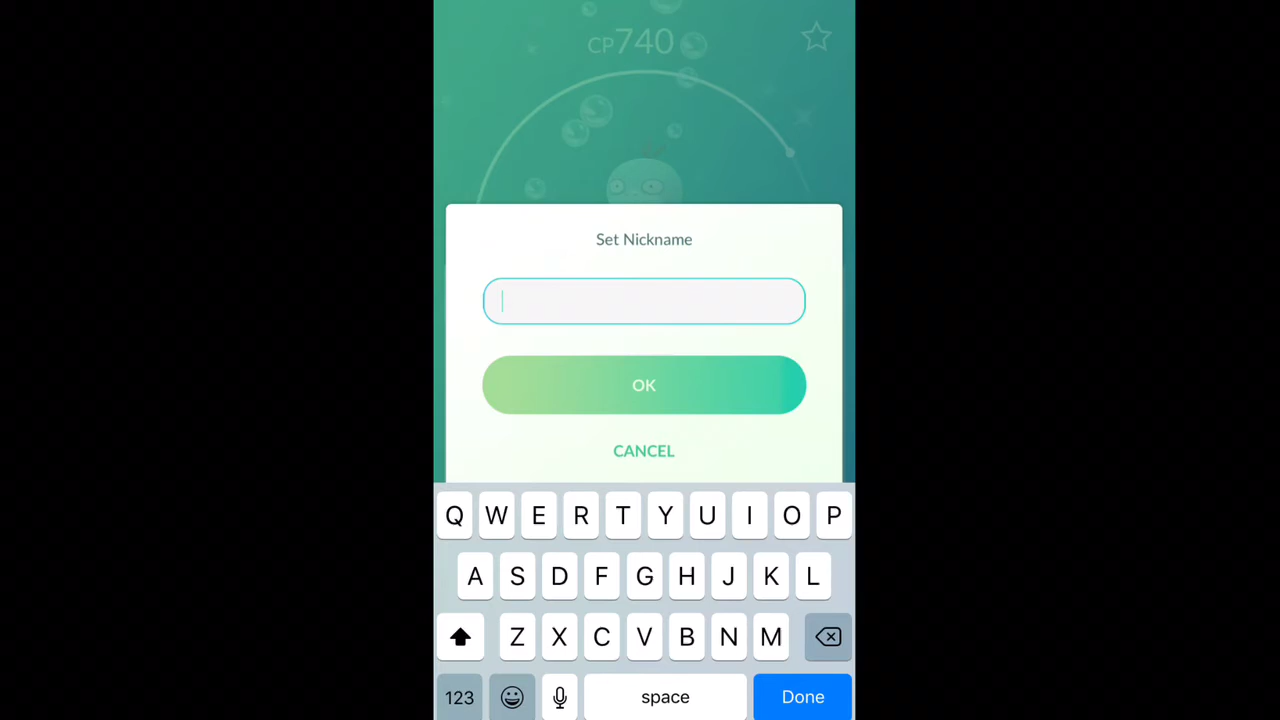 CP740
Set Nickname
OK
CANCEL
Q W E R T Y U I O P
A S D F G H J K L
Z X C V B N M
123 space Done